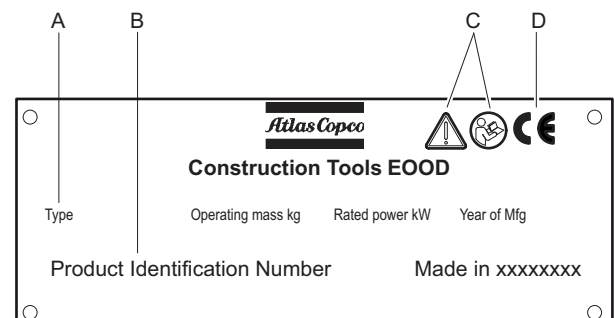 A B C D
Atlas Copco
CE
Construction Tools EOOD
Type Operating mass kg Rated power kW Year of Mfg
Product Identification Number Made in xxxxxxxx